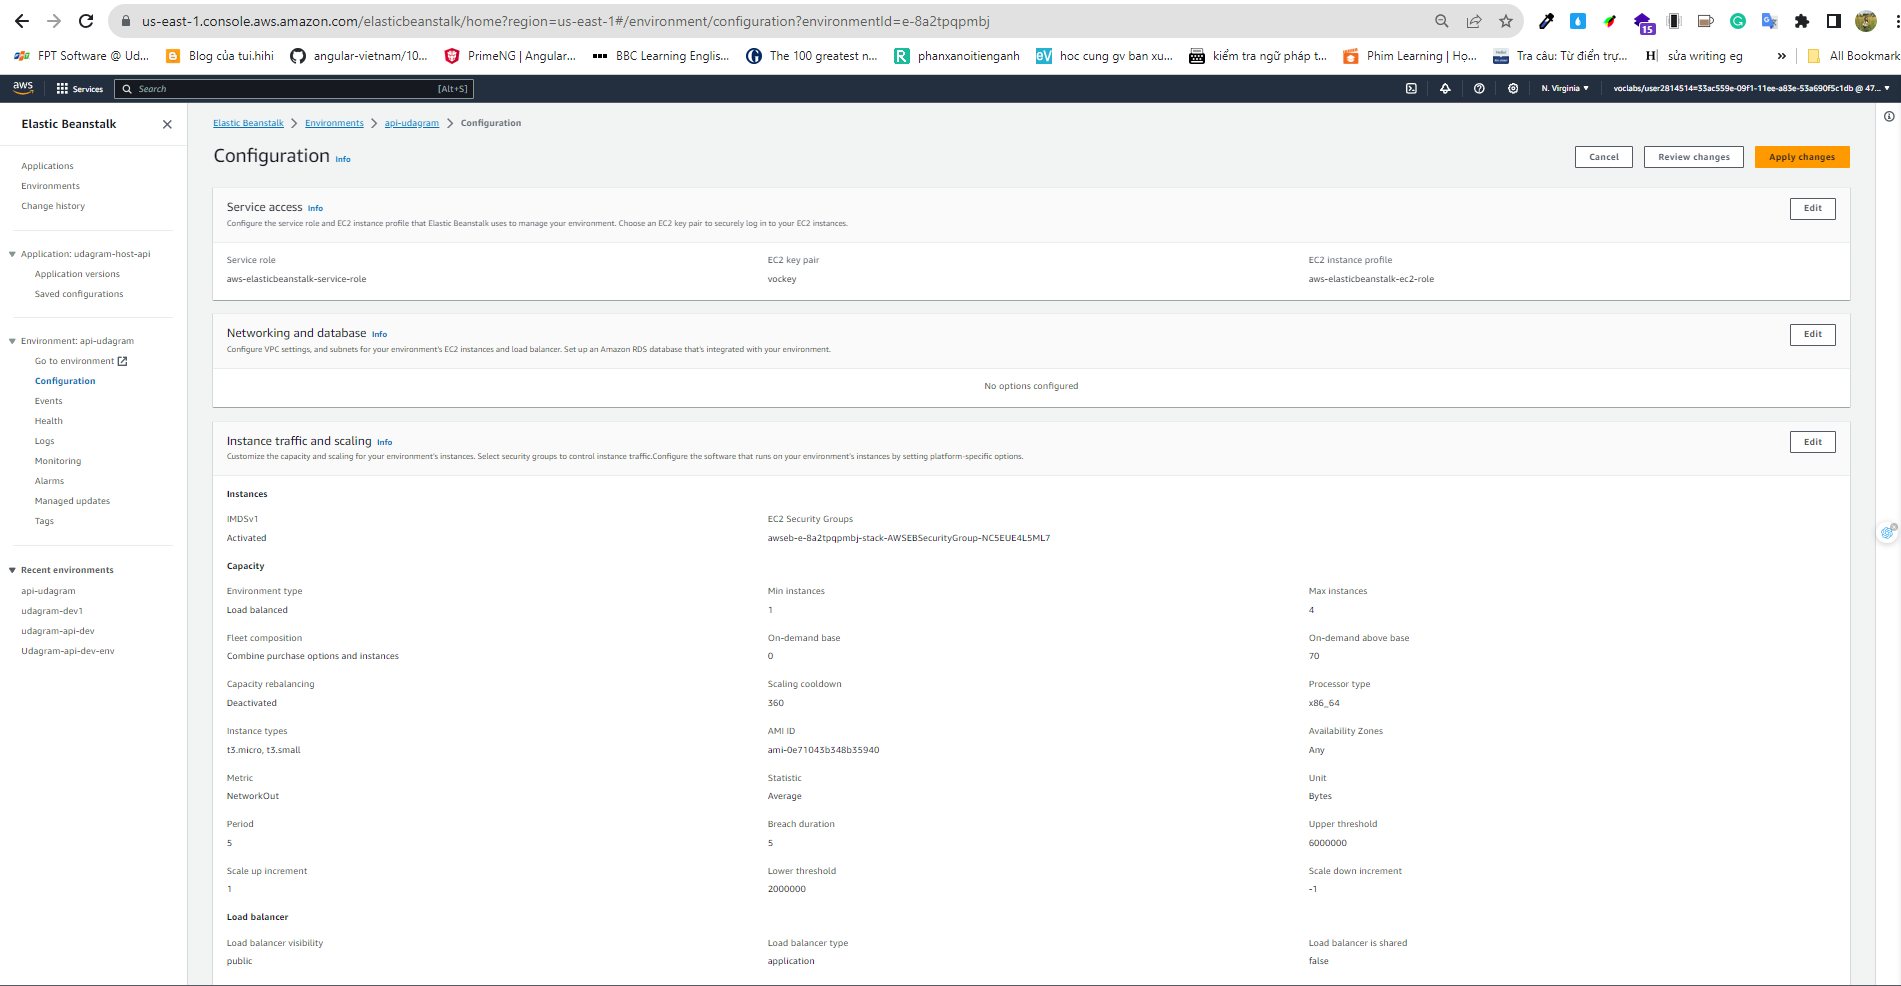 us-east-1.console.aws.amazon.com/elasticbeanstalk/home?region=us-east-1#/environment/configuration?environmentId=e-8a2tpqpmbj
15
FPT Software @ Ud...
Blog của tui.hihi
angular-vietnam/10...
PrimeNG | Angular...
BBC Learning Englis...
The 100 greatest n...
phanxanoitienganh
hoc cung gv ban xu...
kiểm tra ngữ pháp t...
Phim Learning | Họ...
Tra câu: Từ điển trự...
sửa writing eg
»
All Bookmark
aws
Services
Search
[Alt+S]
N. Virginia
voclabs/user2814514=33ac559e-09f1-11ee-a83e-53a690f5c1db @ 47...
Elastic Beanstalk
Applications
Environments
Change history
Application: udagram-host-api
Application versions
Saved configurations
Environment: api-udagram
Go to environment
Configuration
Events
Health
Logs
Monitoring
Alarms
Managed updates
Tags
Recent environments
api-udagram
udagram-dev1
udagram-api-dev
Udagram-api-dev-env
Elastic Beanstalk > Environments > api-udagram > Configuration
Configuration Info
Cancel
Review changes
Apply changes
Service access Info
Configure the service role and EC2 instance profile that Elastic Beanstalk uses to manage your environment. Choose an EC2 key pair to securely log in to your EC2 instances.
Edit
Service role
aws-elasticbeanstalk-service-role
EC2 key pair
vockey
EC2 instance profile
aws-elasticbeanstalk-ec2-role
Networking and database Info
Configure VPC settings, and subnets for your environment's EC2 instances and load balancer. Set up an Amazon RDS database that's integrated with your environment.
Edit
No options configured
Instance traffic and scaling Info
Customize the capacity and scaling for your environment's instances. Select security groups to control instance traffic.Configure the software that runs on your environment's instances by setting platform-specific options.
Edit
Instances
IMDSv1
Activated
EC2 Security Groups
awseb-e-8a2tpqpmbj-stack-AWSEBSecurityGroup-NC5EUE4L5ML7
Capacity
Environment type
Load balanced
Min instances
1
Max instances
4
Fleet composition
Combine purchase options and instances
On-demand base
0
On-demand above base
70
Capacity rebalancing
Deactivated
Scaling cooldown
360
Processor type
x86_64
Instance types
t3.micro, t3.small
AMI ID
ami-0e71043b348b35940
Availability Zones
Any
Metric
NetworkOut
Statistic
Average
Unit
Bytes
Period
5
Breach duration
5
Upper threshold
6000000
Scale up increment
1
Lower threshold
2000000
Scale down increment
-1
Load balancer
Load balancer visibility
public
Load balancer type
application
Load balancer is shared
false